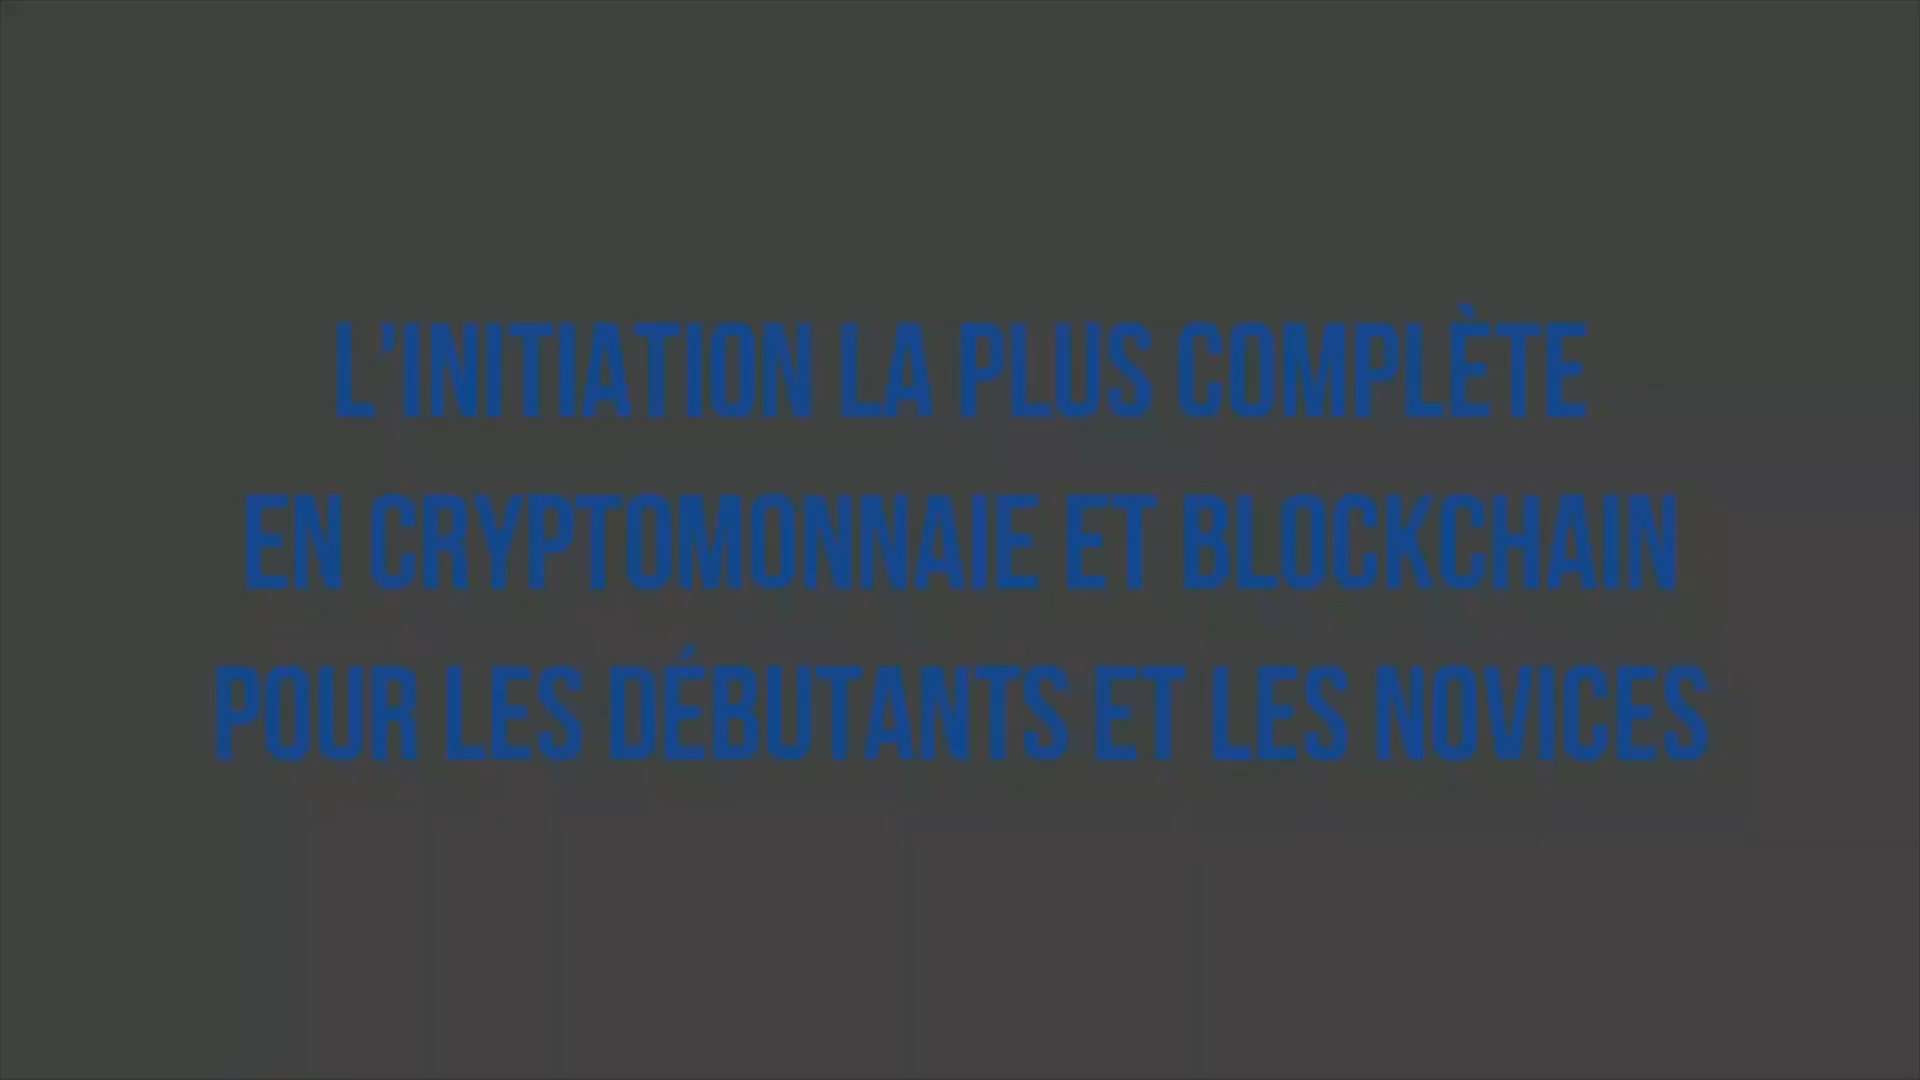 L'INITIATION LA PLUS COMPLÈTE
EN CRYPTOMONNAIE ET BLOCKCHAIN
POUR LES DÉBUTANTS ET LES NOVICES